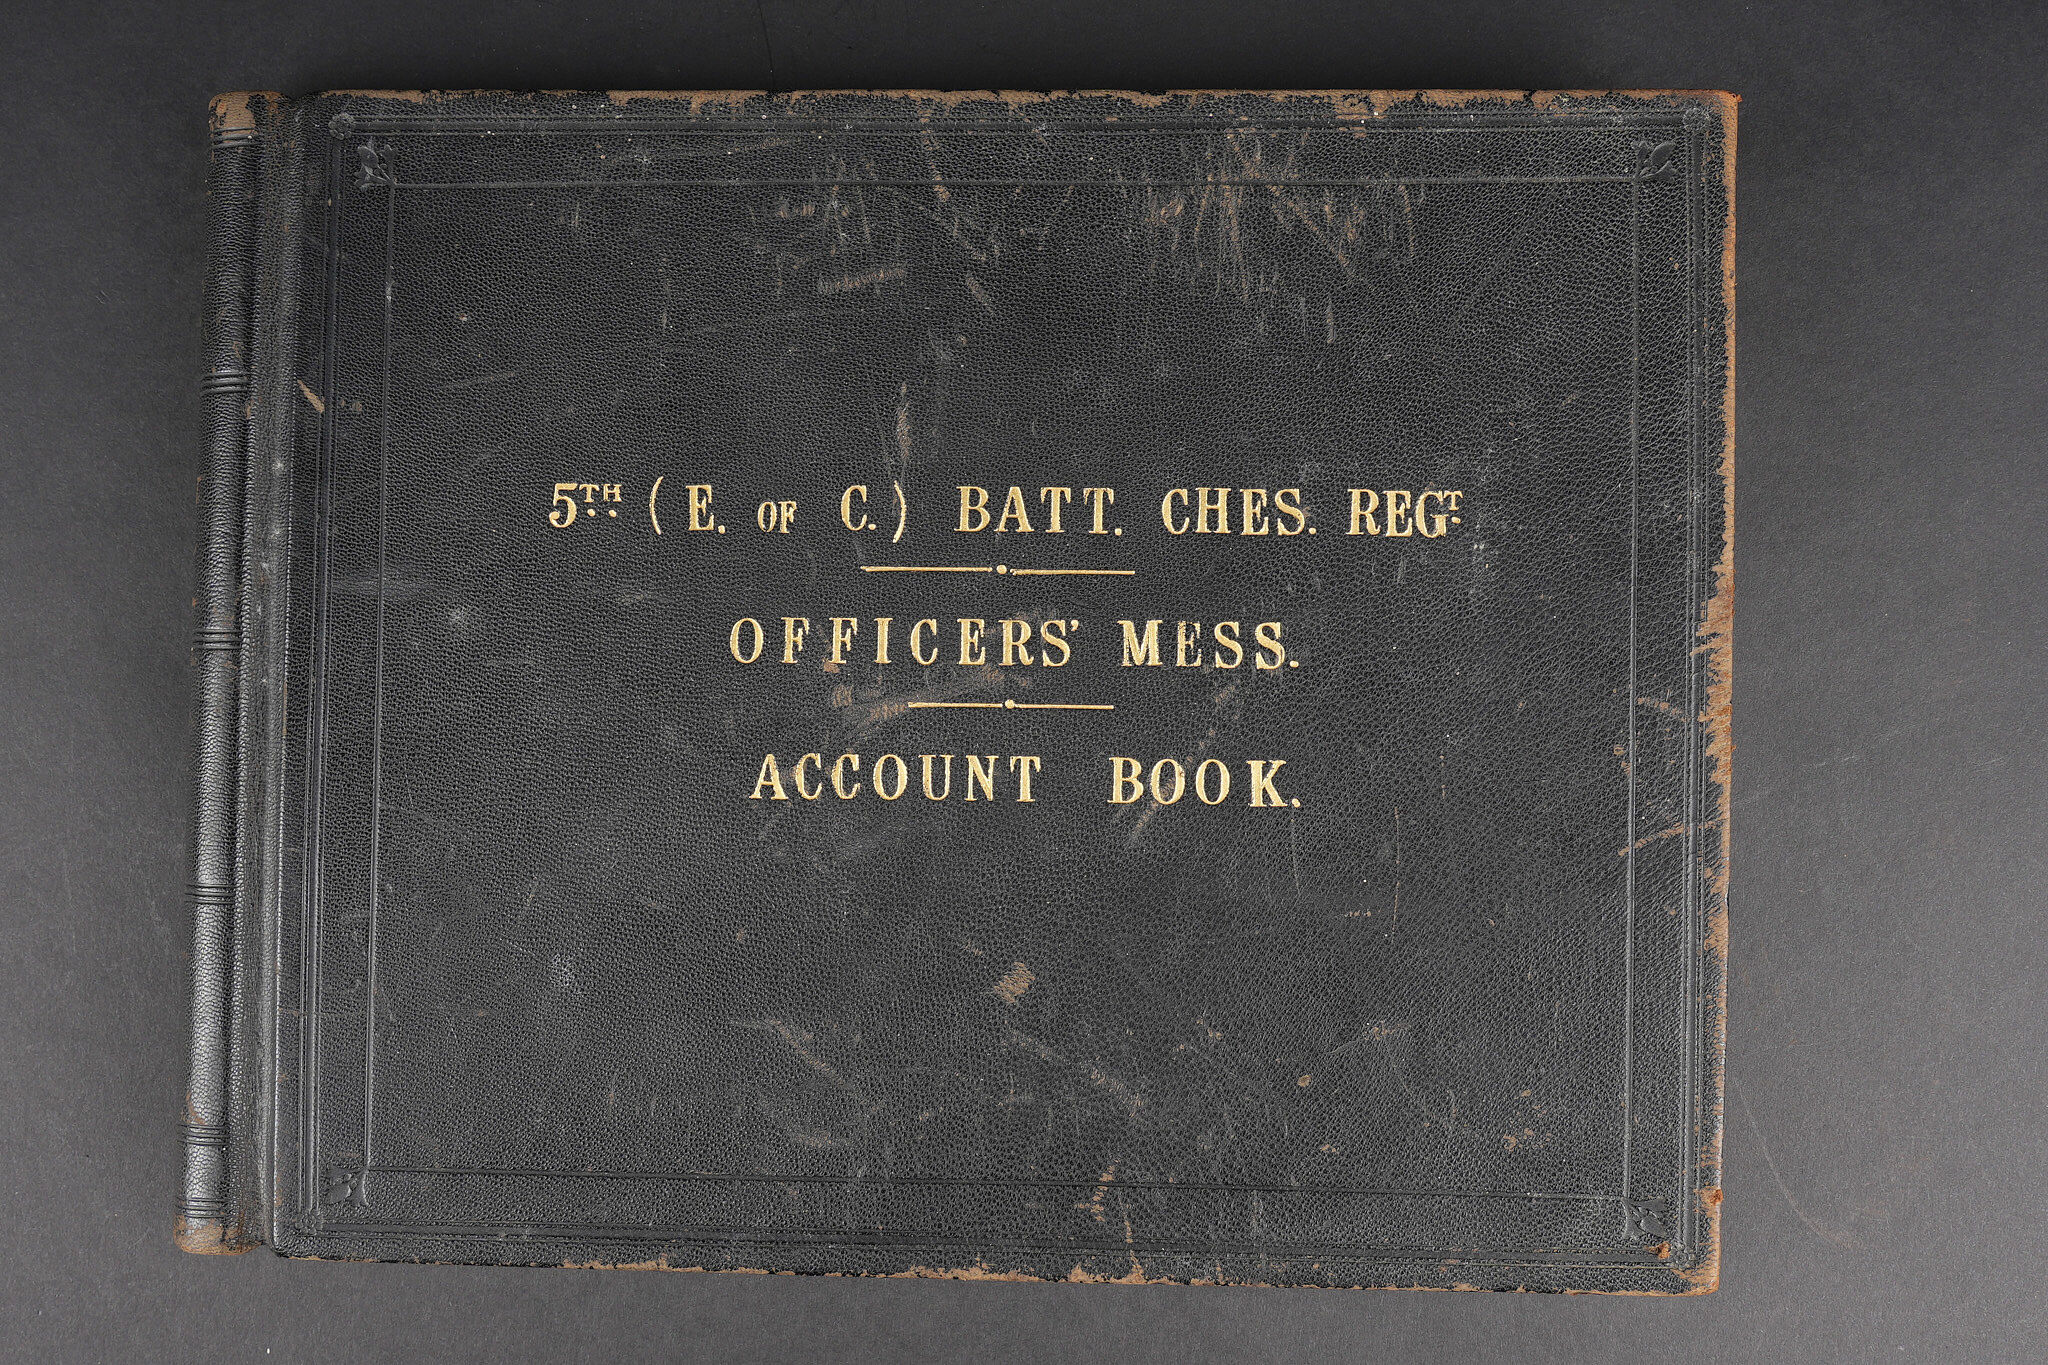 5TH (E. OF C.) BATT. CHES. REGT.
OFFICERS' MESS.
ACCOUNT BOOK.